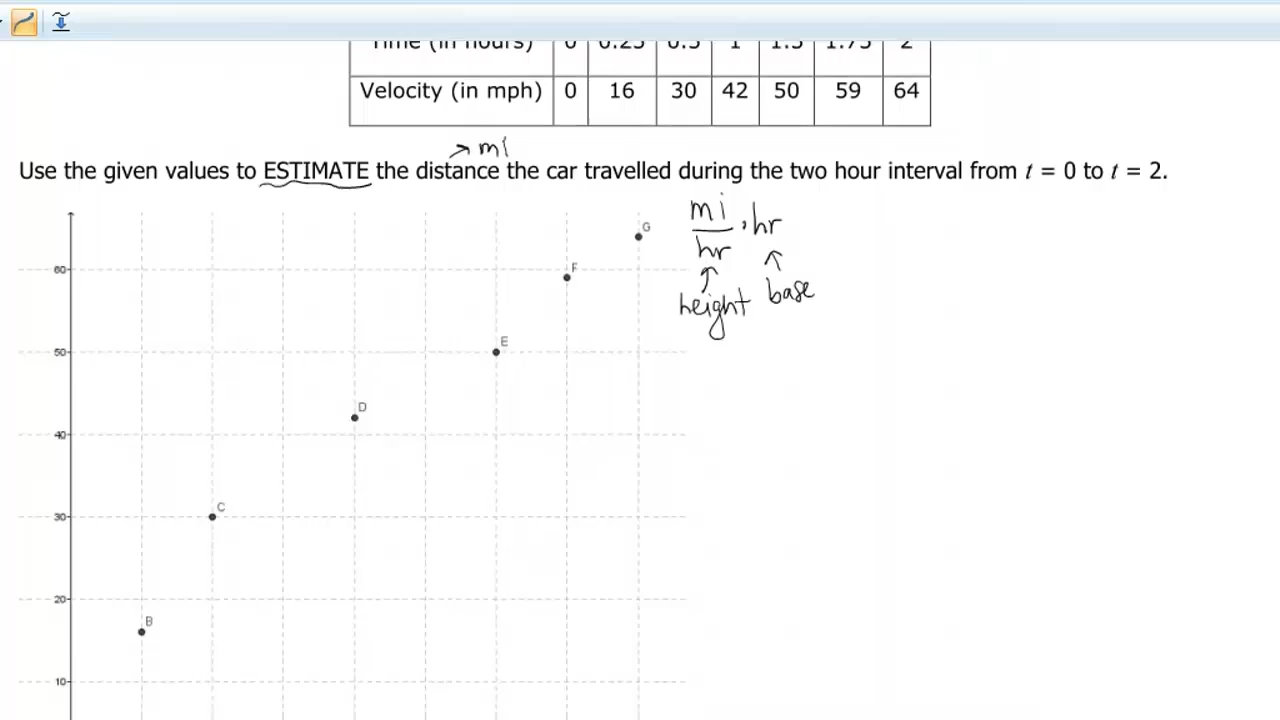 Time (in hours) 0 0.25 0.5 1 1.5 1.75 2
Velocity (in mph) 0 16 30 42 50 59 64
→ mi
Use the given values to ESTIMATE the distance the car travelled during the two hour interval from t = 0 to t = 2.
mi/hr · hr
height base
G
60
F
50
E
D
40
C
30
20
B
10